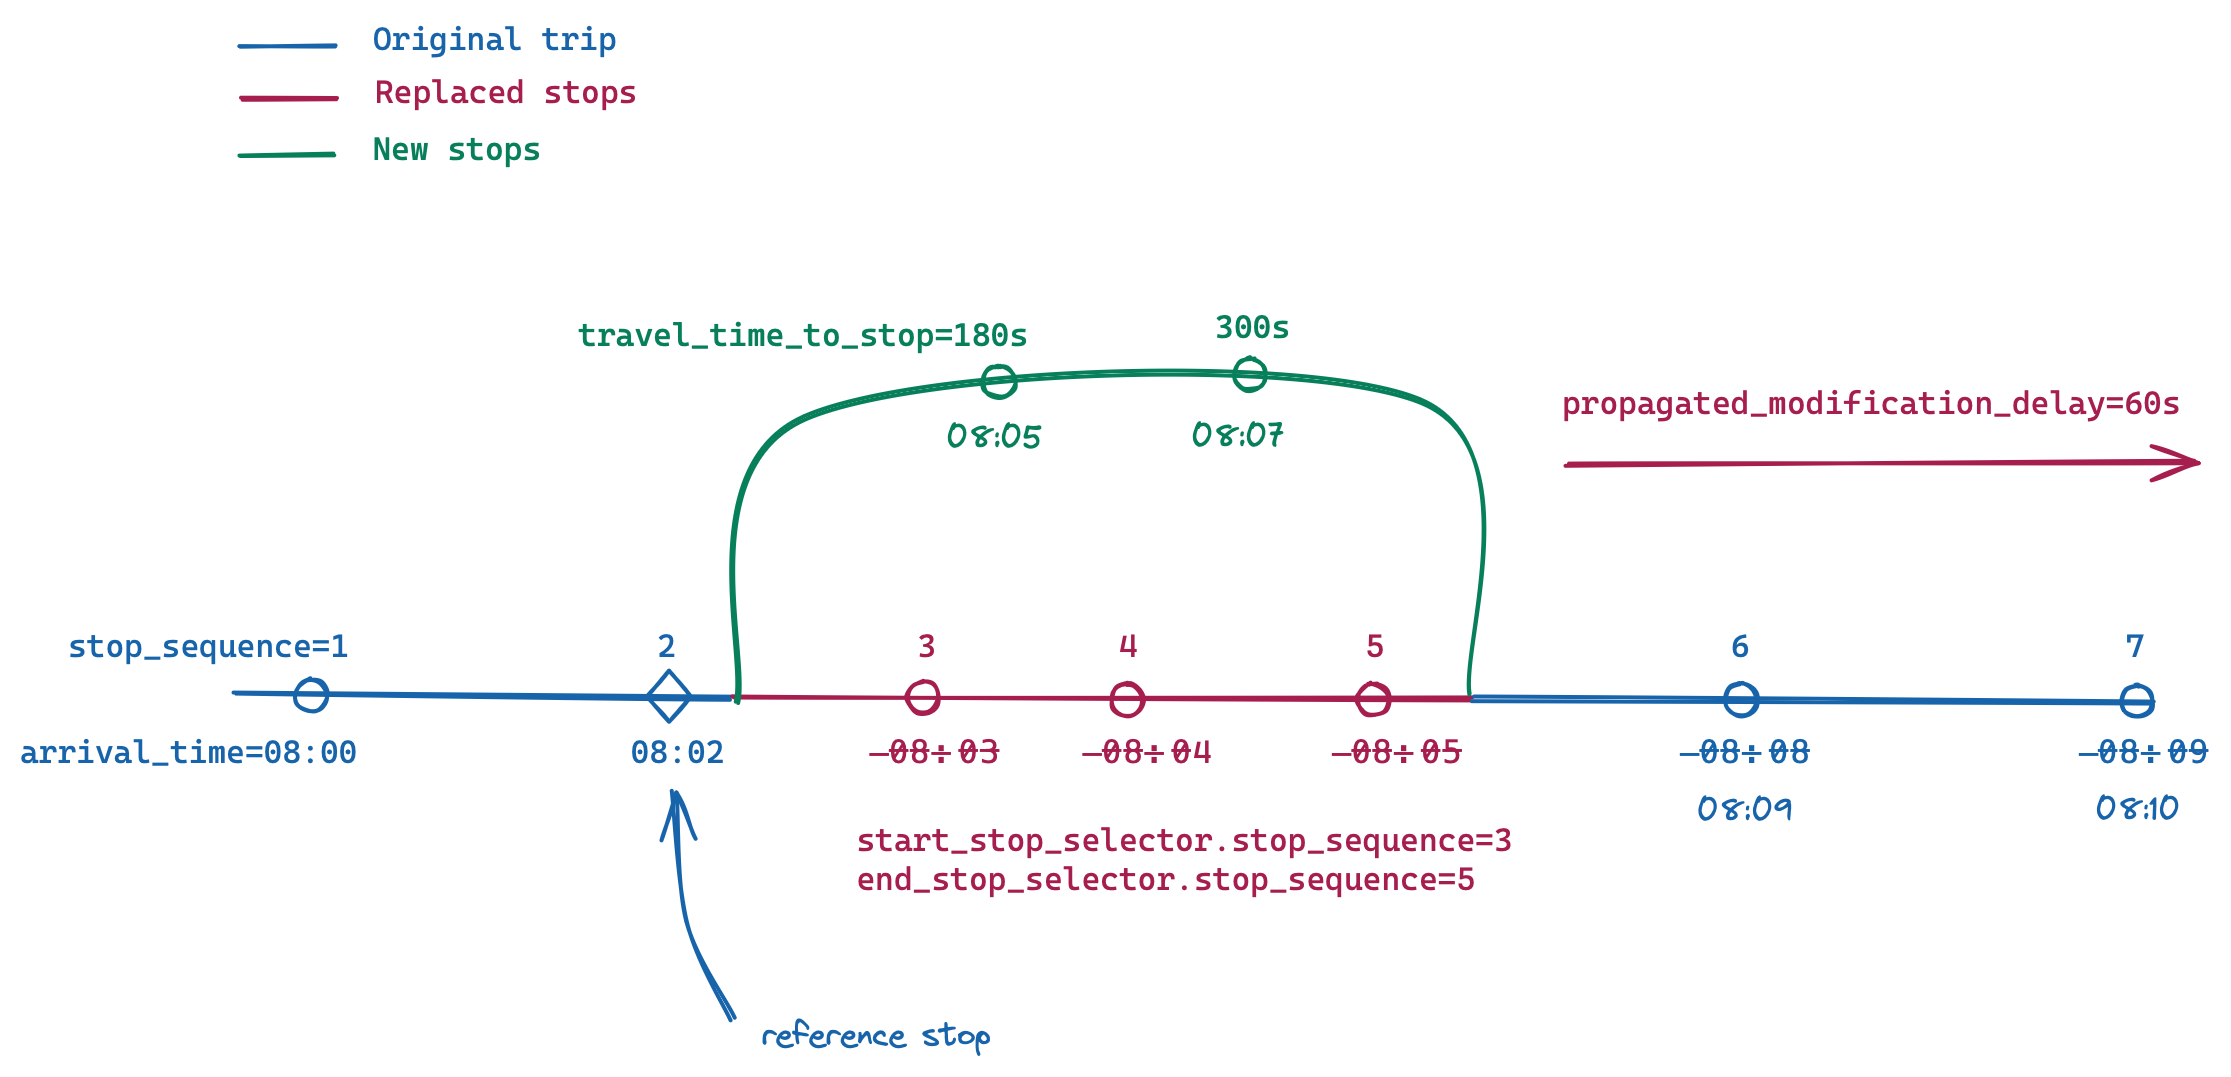 Original trip
Replaced stops
New stops
travel_time_to_stop=180s
300s
08:05
08:07
propagated_modification_delay=60s
stop_sequence=1
2
3
4
5
6
7
arrival_time=08:00
08:02
08:03
08:04
08:05
08:08
08:09
08:09
08:10
start_stop_selector.stop_sequence=3
end_stop_selector.stop_sequence=5
reference stop